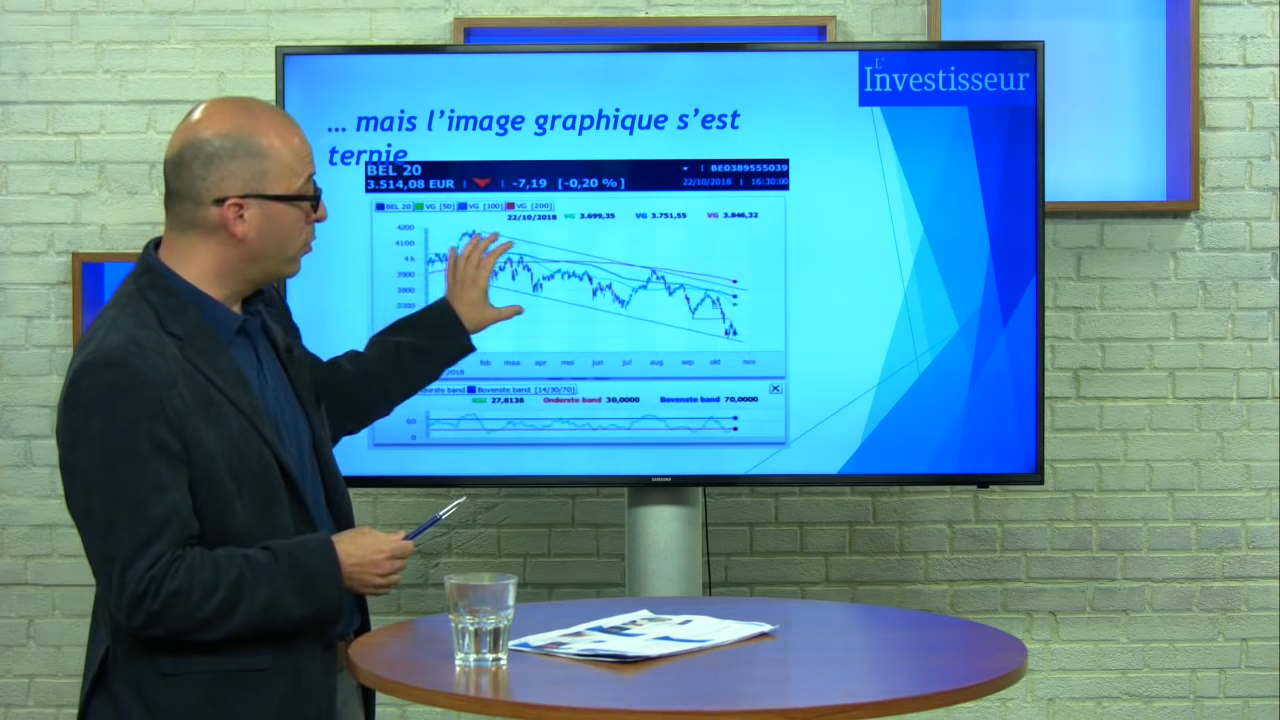 L'
Investisseur
… mais l'image graphique s'est
ternie
BEL 20 | BE0389555039
3.514,08 EUR | | -7,19 [-0,20 %] 22/10/2018 | 16:30:00
BEL 20 VG [50] VG [100] VG [200]
22/10/2018 VG 3.699,35 VG 3.751,55 VG 3.846,32
4200
4100
4 k
3900
3800
3700
feb maa apr mei jun jul aug sep okt nov
2018
Bovenste band [14/30/70]
RSI 27,8138 Onderste band 30,0000 Bovenste band 70,0000
60
0
SAMSUNG